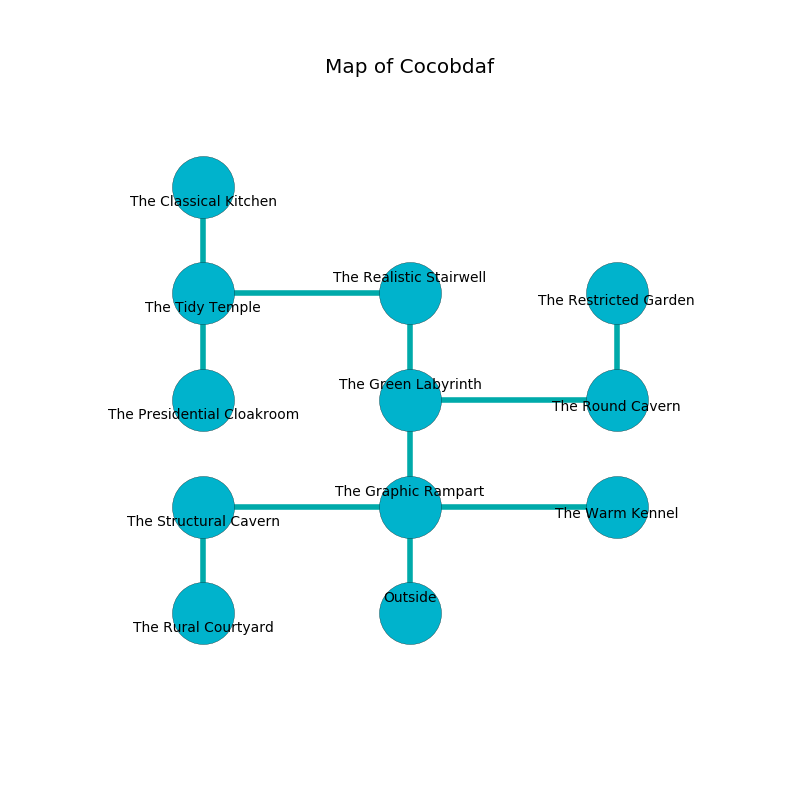 Map of Cocobdaf
The Classical Kitchen
The Realistic Stairwell
The Restricted Garden
The Tidy Temple
The Green Labyrinth
The Round Cavern
The Presidential Cloakroom
The Graphic Rampart
The Warm Kennel
The Structural Cavern
Outside
The Rural Courtyard